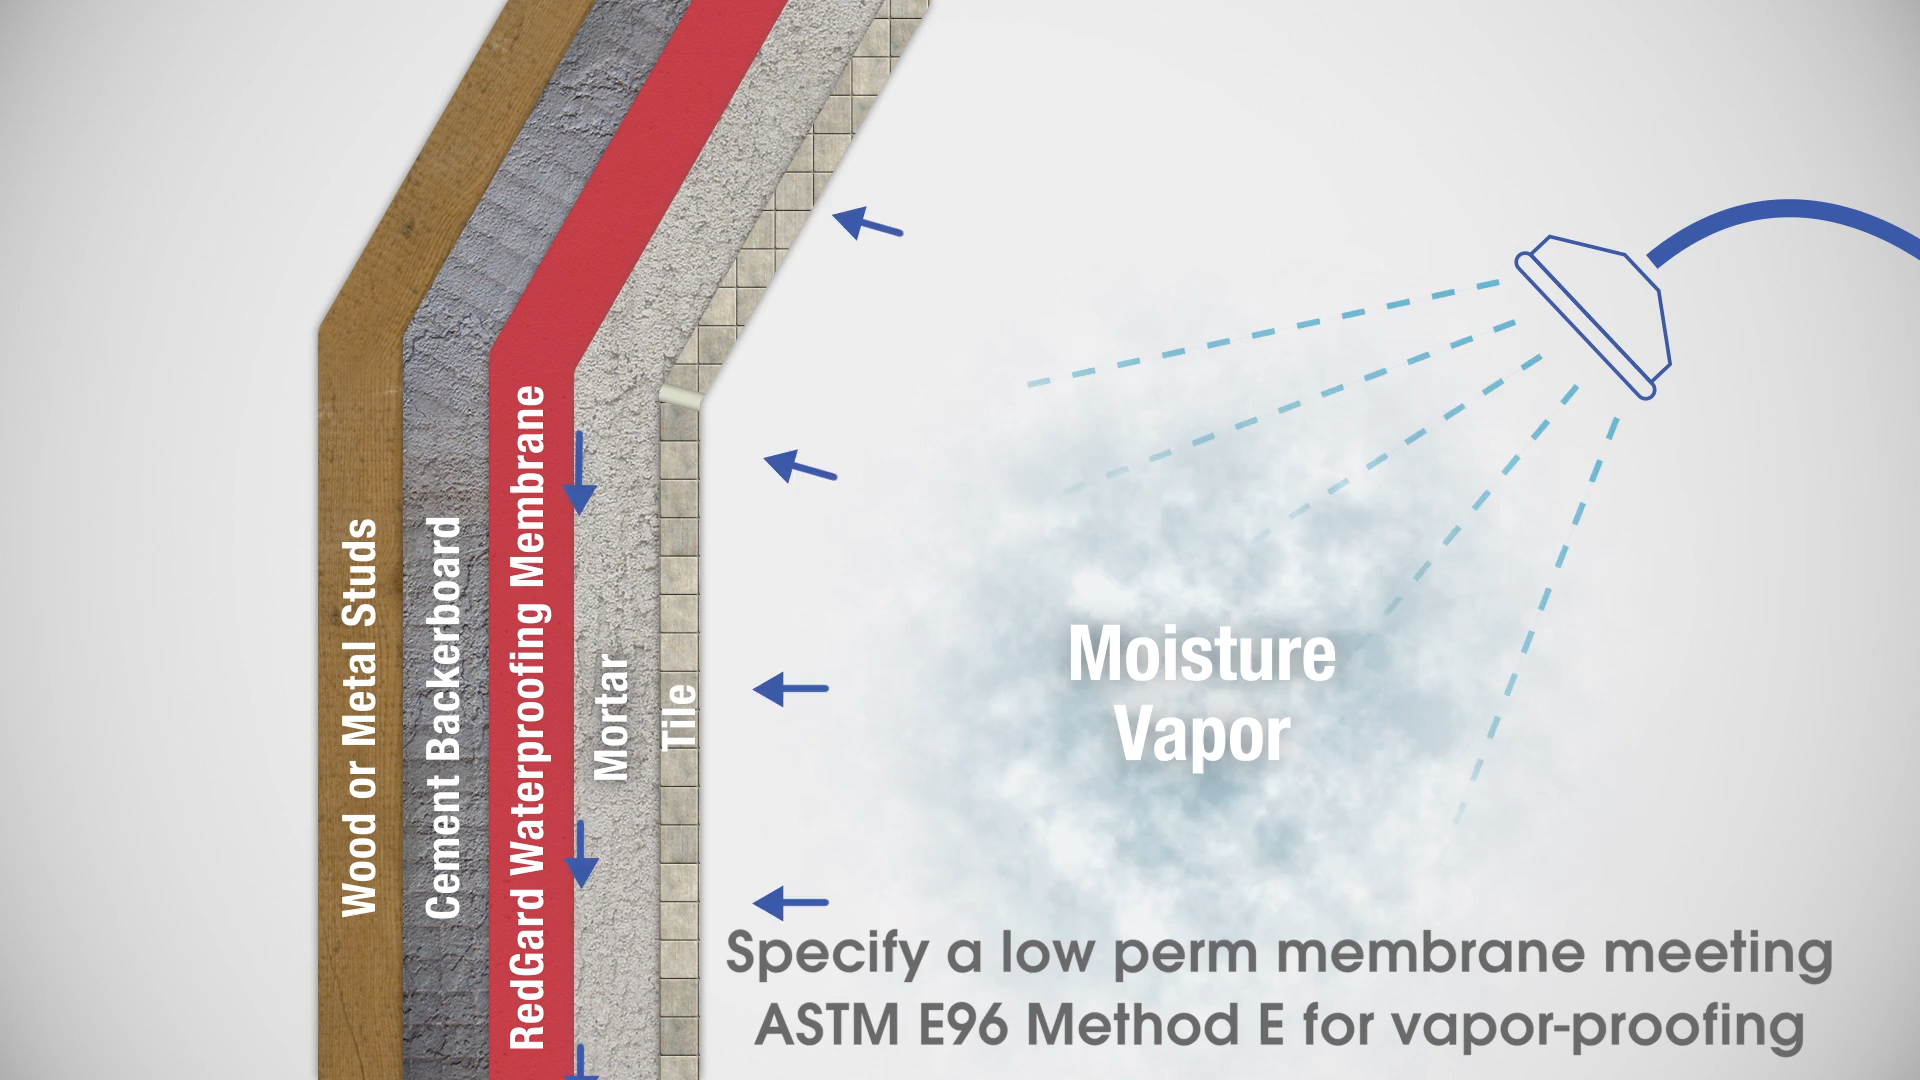 Wood or Metal Studs
Cement Backerboard
RedGard Waterproofing Membrane
Mortar
Tile
Moisture
Vapor
Specify a low perm membrane meeting
ASTM E96 Method E for vapor-proofing